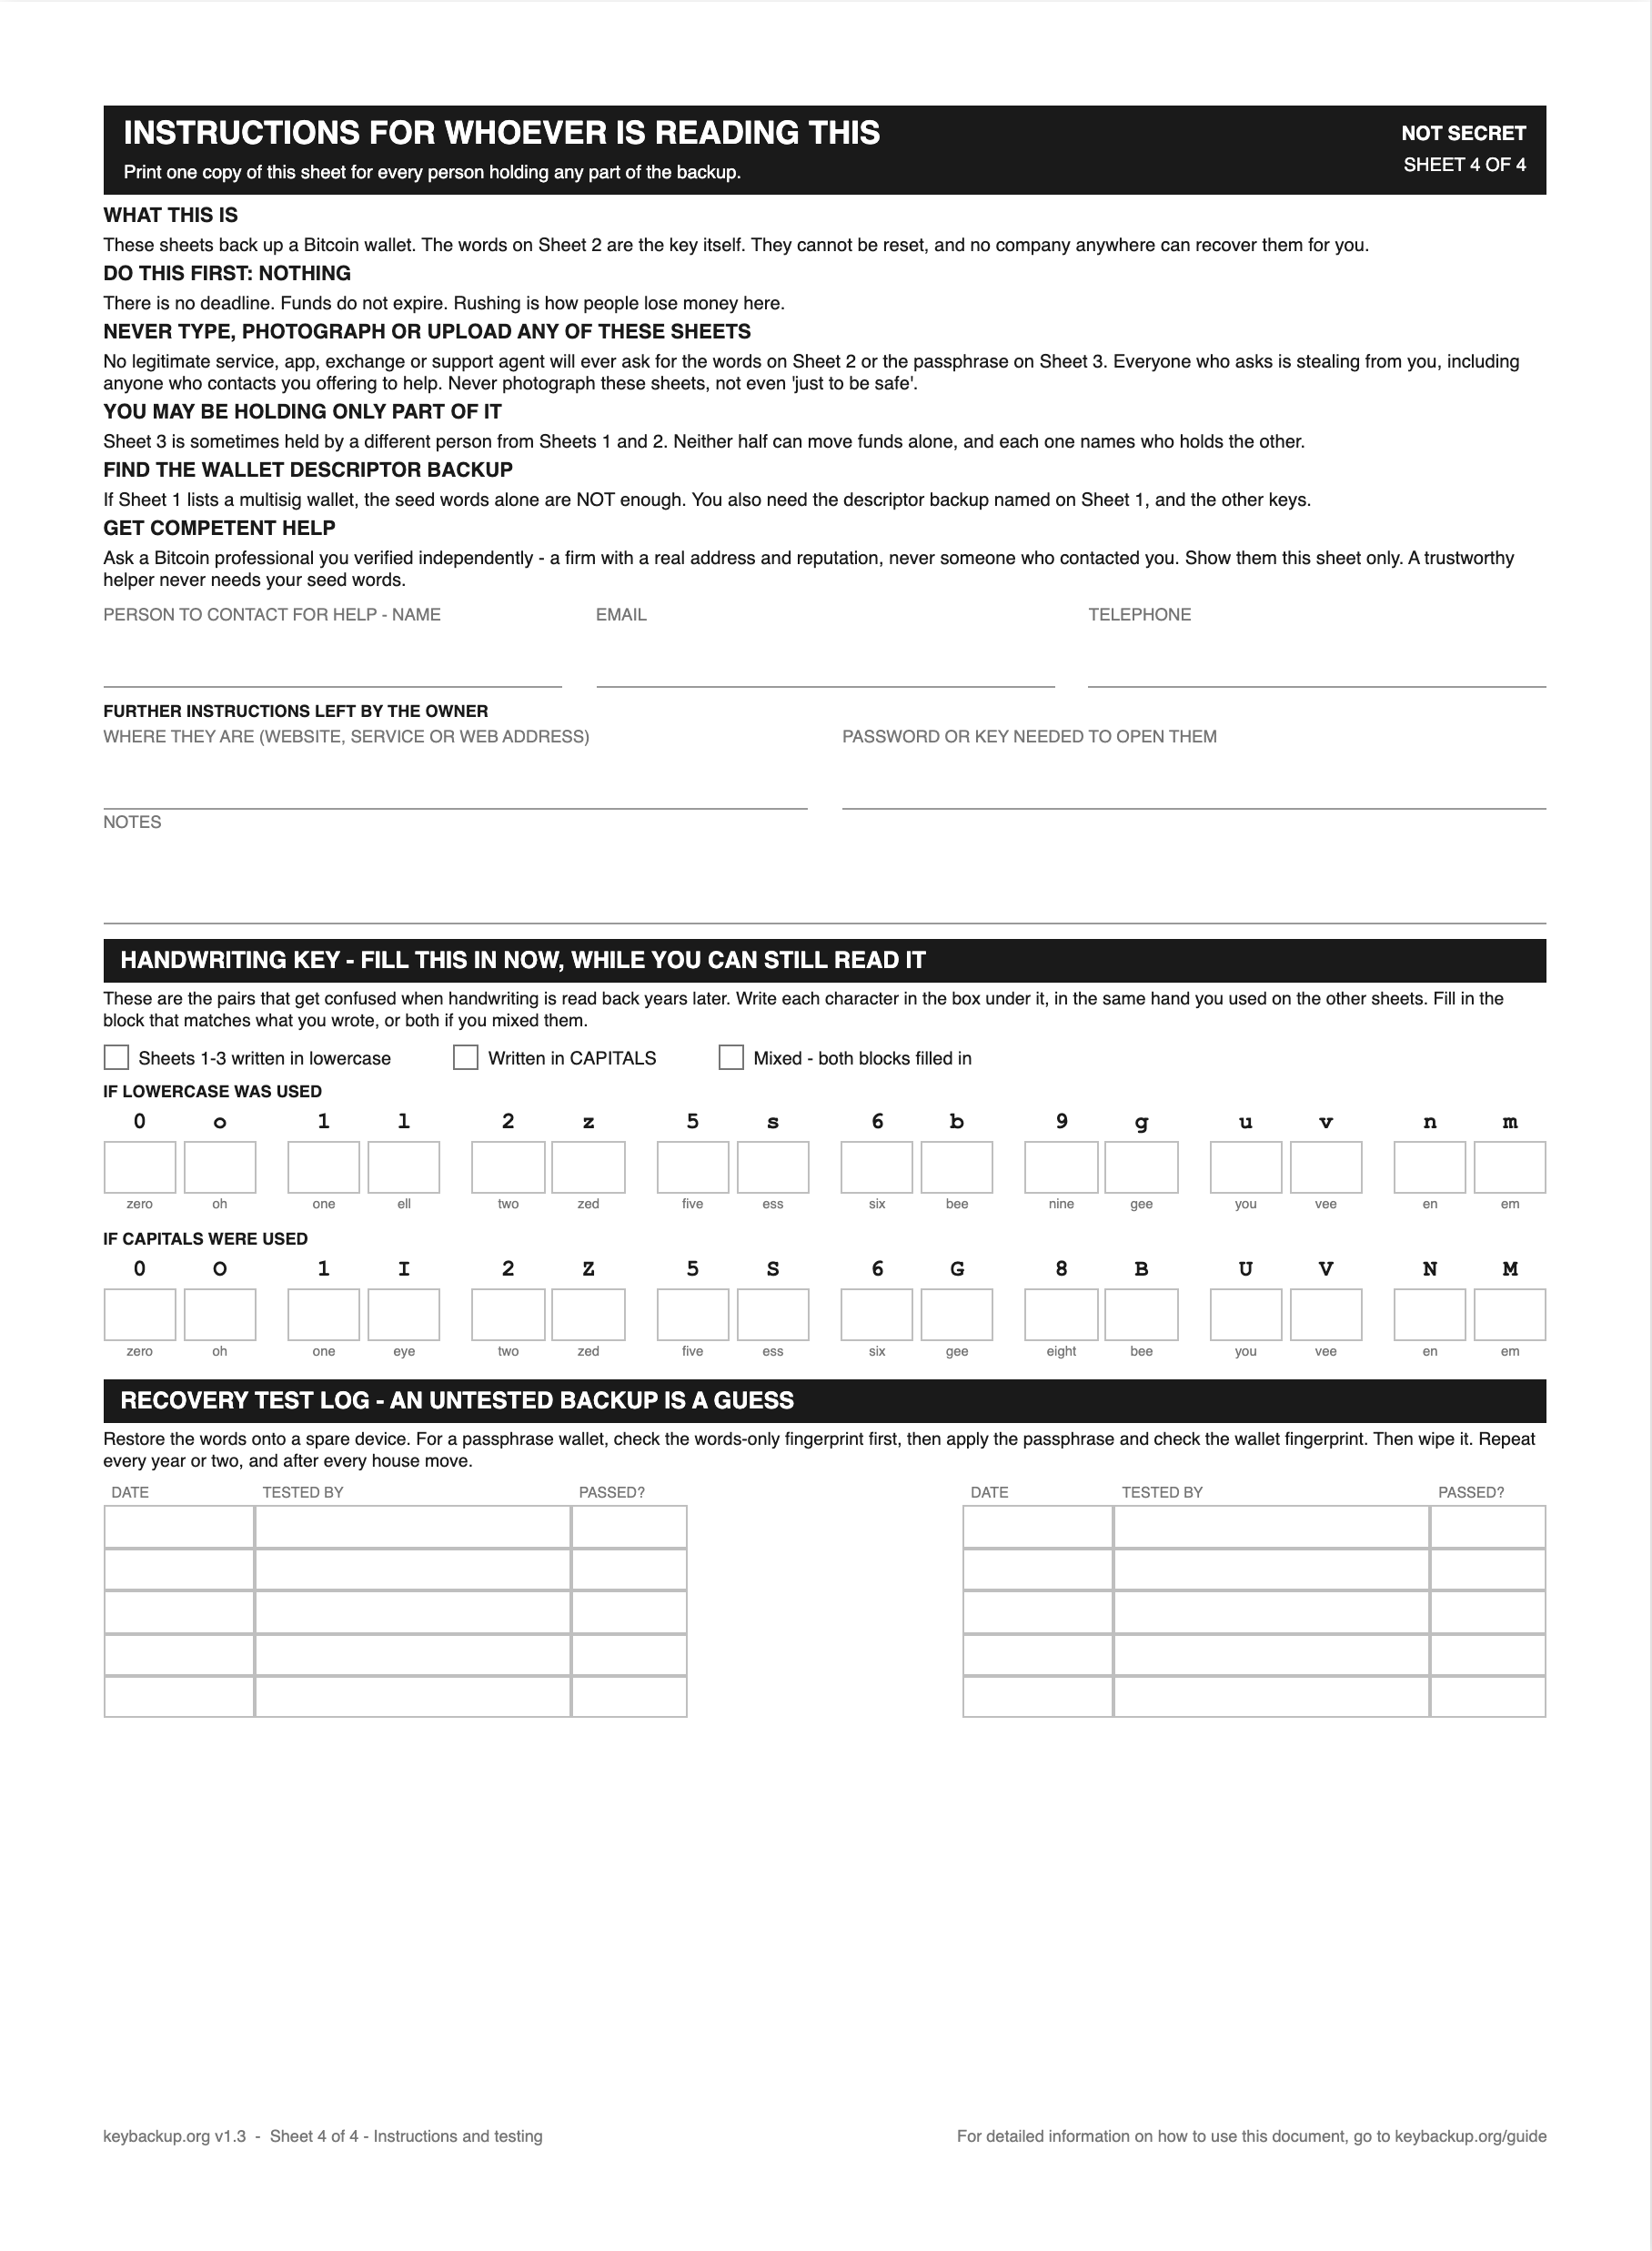 INSTRUCTIONS FOR WHOEVER IS READING THIS
NOT SECRET
Print one copy of this sheet for every person holding any part of the backup.
SHEET 4 OF 4
WHAT THIS IS
These sheets back up a Bitcoin wallet. The words on Sheet 2 are the key itself. They cannot be reset, and no company anywhere can recover them for you.
DO THIS FIRST: NOTHING
There is no deadline. Funds do not expire. Rushing is how people lose money here.
NEVER TYPE, PHOTOGRAPH OR UPLOAD ANY OF THESE SHEETS
No legitimate service, app, exchange or support agent will ever ask for the words on Sheet 2 or the passphrase on Sheet 3. Everyone who asks is stealing from you, including
anyone who contacts you offering to help. Never photograph these sheets, not even 'just to be safe'.
YOU MAY BE HOLDING ONLY PART OF IT
Sheet 3 is sometimes held by a different person from Sheets 1 and 2. Neither half can move funds alone, and each one names who holds the other.
FIND THE WALLET DESCRIPTOR BACKUP
If Sheet 1 lists a multisig wallet, the seed words alone are NOT enough. You also need the descriptor backup named on Sheet 1, and the other keys.
GET COMPETENT HELP
Ask a Bitcoin professional you verified independently - a firm with a real address and reputation, never someone who contacted you. Show them this sheet only. A trustworthy
helper never needs your seed words.
PERSON TO CONTACT FOR HELP - NAME EMAIL TELEPHONE
FURTHER INSTRUCTIONS LEFT BY THE OWNER
WHERE THEY ARE (WEBSITE, SERVICE OR WEB ADDRESS) PASSWORD OR KEY NEEDED TO OPEN THEM
NOTES
HANDWRITING KEY - FILL THIS IN NOW, WHILE YOU CAN STILL READ IT
These are the pairs that get confused when handwriting is read back years later. Write each character in the box under it, in the same hand you used on the other sheets. Fill in the
block that matches what you wrote, or both if you mixed them.
Sheets 1-3 written in lowercase Written in CAPITALS Mixed - both blocks filled in
IF LOWERCASE WAS USED
0 o 1 l 2 z 5 s 6 b 9 g u v n m
zero oh one ell two zed five ess six bee nine gee you vee en em
IF CAPITALS WERE USED
0 O 1 I 2 Z 5 S 6 G 8 B U V N M
zero oh one eye two zed five ess six gee eight bee you vee en em
RECOVERY TEST LOG - AN UNTESTED BACKUP IS A GUESS
Restore the words onto a spare device. For a passphrase wallet, check the words-only fingerprint first, then apply the passphrase and check the wallet fingerprint. Then wipe it. Repeat
every year or two, and after every house move.
DATE TESTED BY PASSED? DATE TESTED BY PASSED?
keybackup.org v1.3 - Sheet 4 of 4 - Instructions and testing
For detailed information on how to use this document, go to keybackup.org/guide